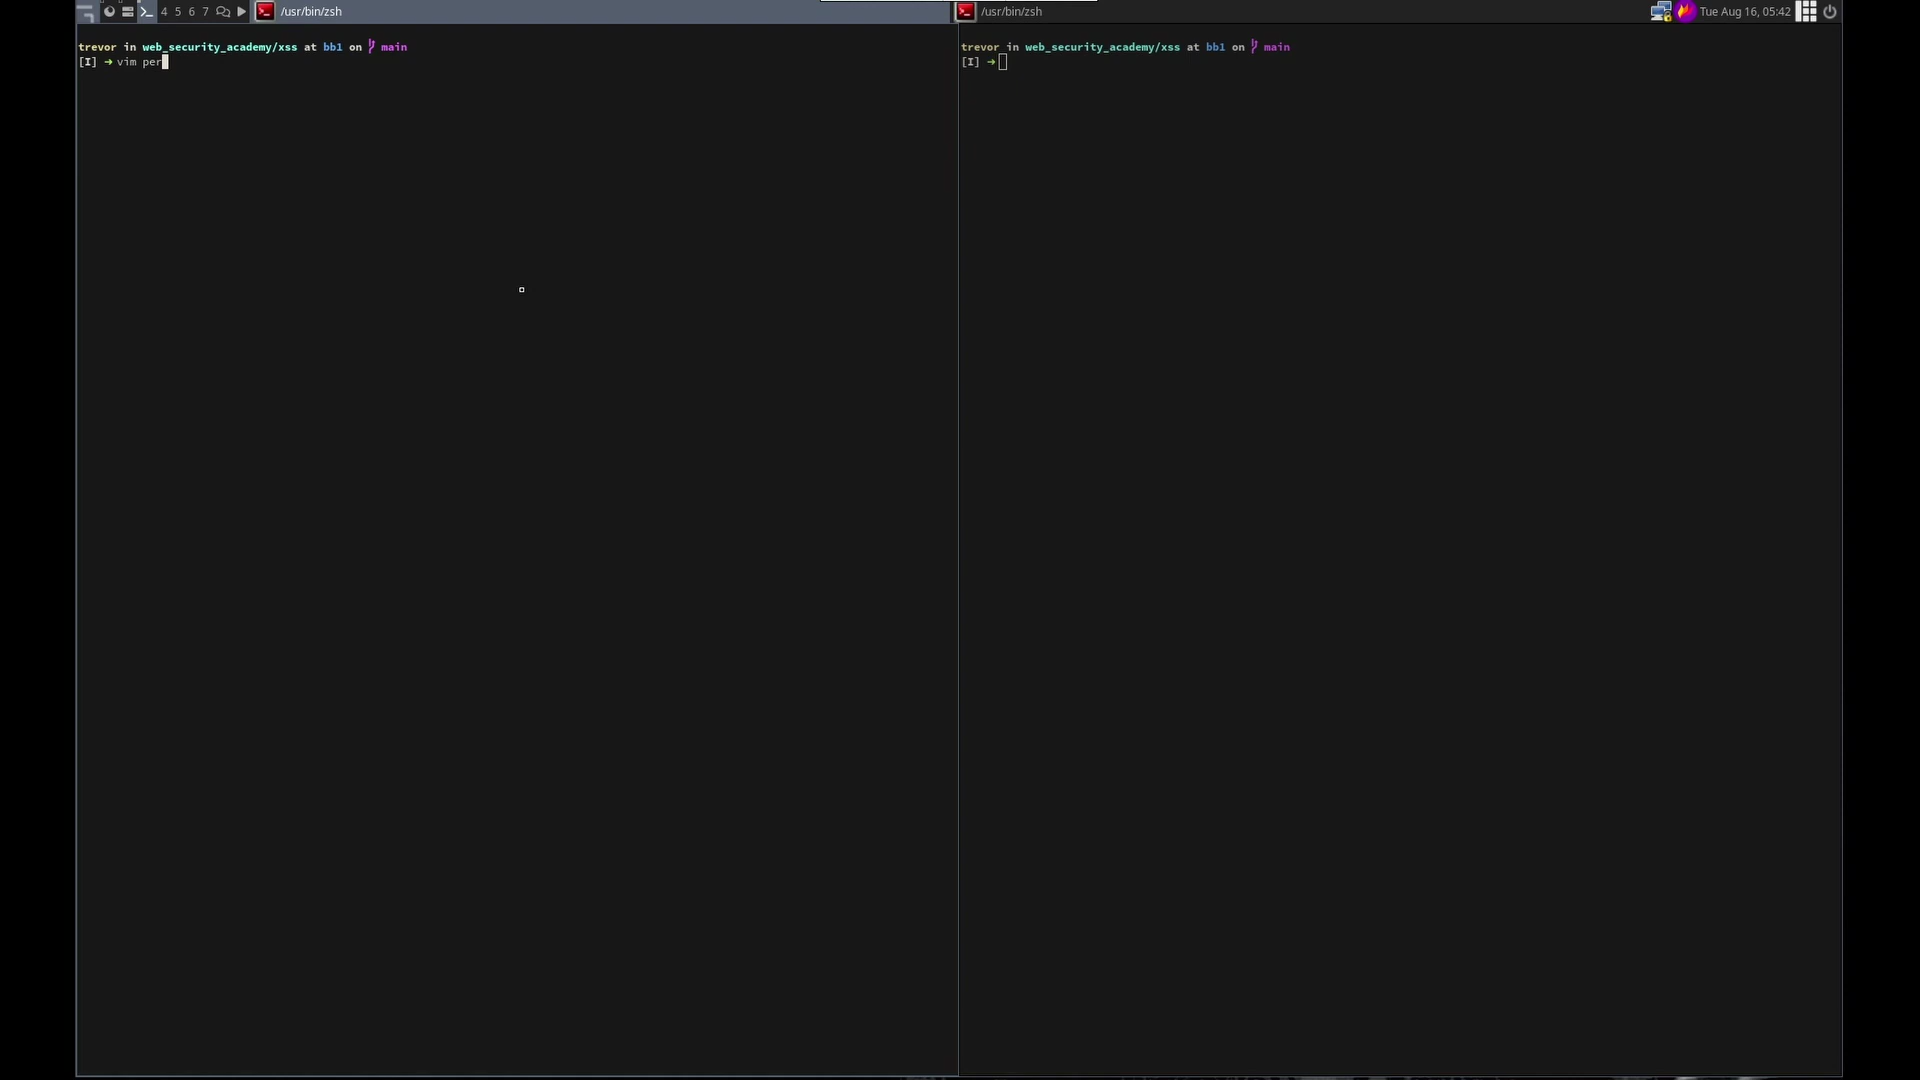 4 5 6 7 /usr/bin/zsh /usr/bin/zsh Tue Aug 16, 05:42
trevor in web_security_academy/xss at bb1 on main
[I] ➜ vim per
trevor in web_security_academy/xss at bb1 on main
[I] ➜